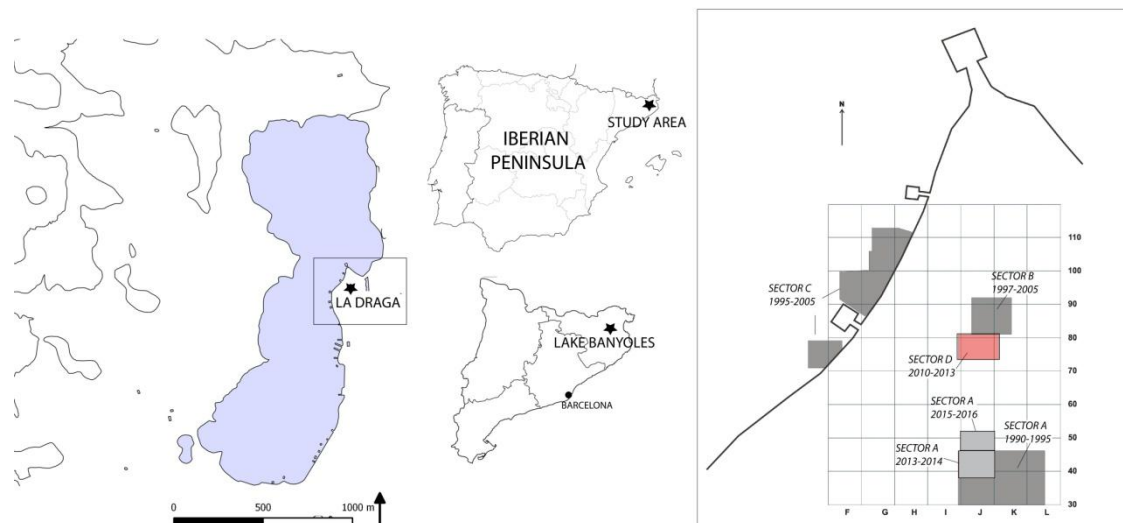 LA DRAGA
0
500
1000 m
IBERIAN
PENINSULA
STUDY AREA
LAKE BANYOLES
BARCELONA
N
SECTOR C
1995-2005
SECTOR B
1997-2005
SECTOR D
2010-2013
SECTOR A
2015-2016
SECTOR A
1990-1995
SECTOR A
2013-2014
110
100
90
80
70
60
50
40
30
F G H I J K L